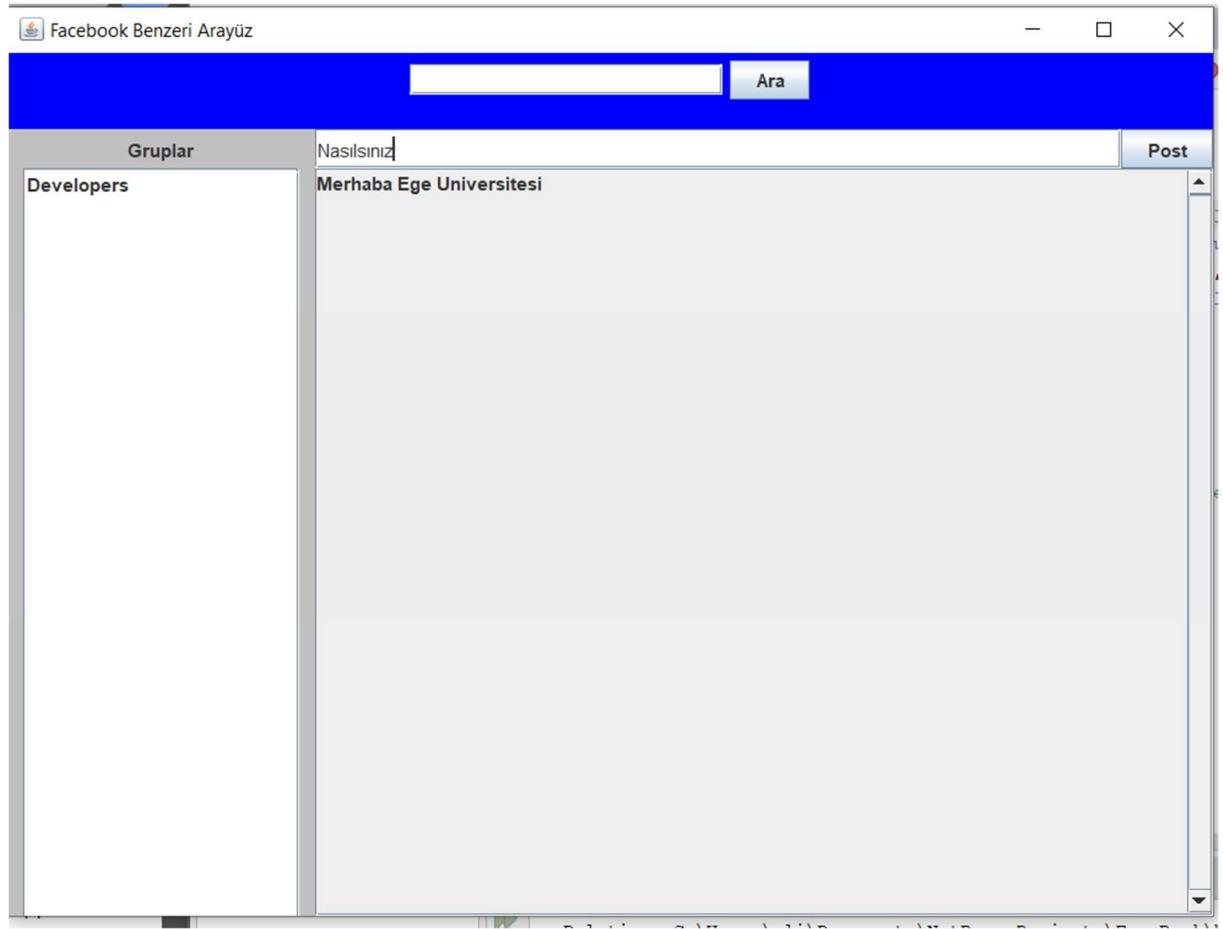 Facebook Benzeri Arayüz
Ara
Gruplar
Nasılsınız
Post
Developers
Merhaba Ege Universitesi